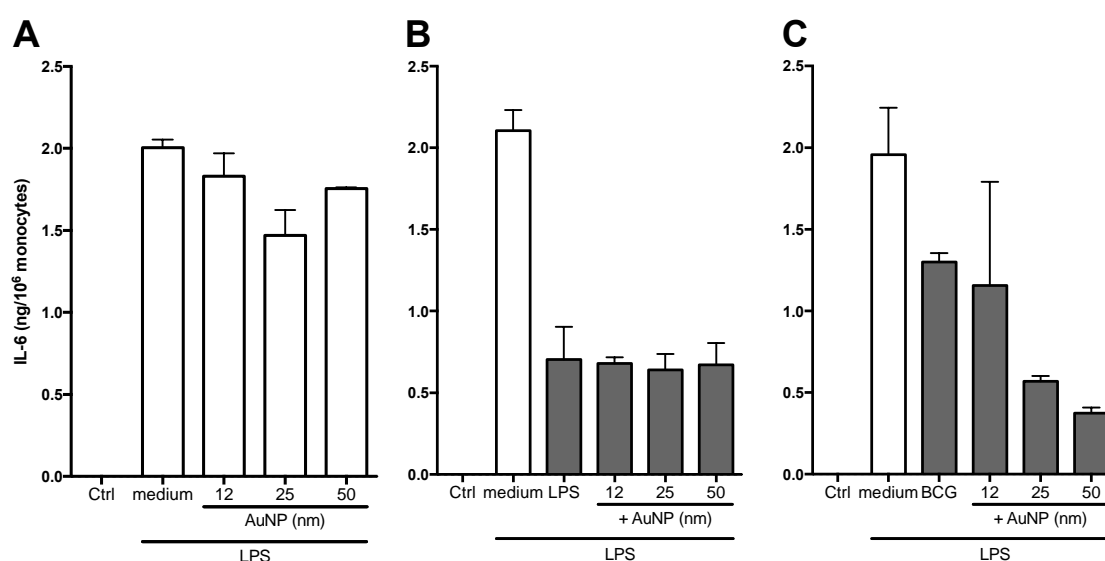 A
B
C
IL-6 (ng/10⁶ monocytes)
2.5
2.0
1.5
1.0
0.5
0.0
Ctrl medium 12 25 50
AuNP (nm)
LPS
2.5
2.0
1.5
1.0
0.5
0.0
Ctrl medium LPS 12 25 50
+ AuNP (nm)
LPS
2.5
2.0
1.5
1.0
0.5
0.0
Ctrl medium BCG 12 25 50
+ AuNP (nm)
LPS